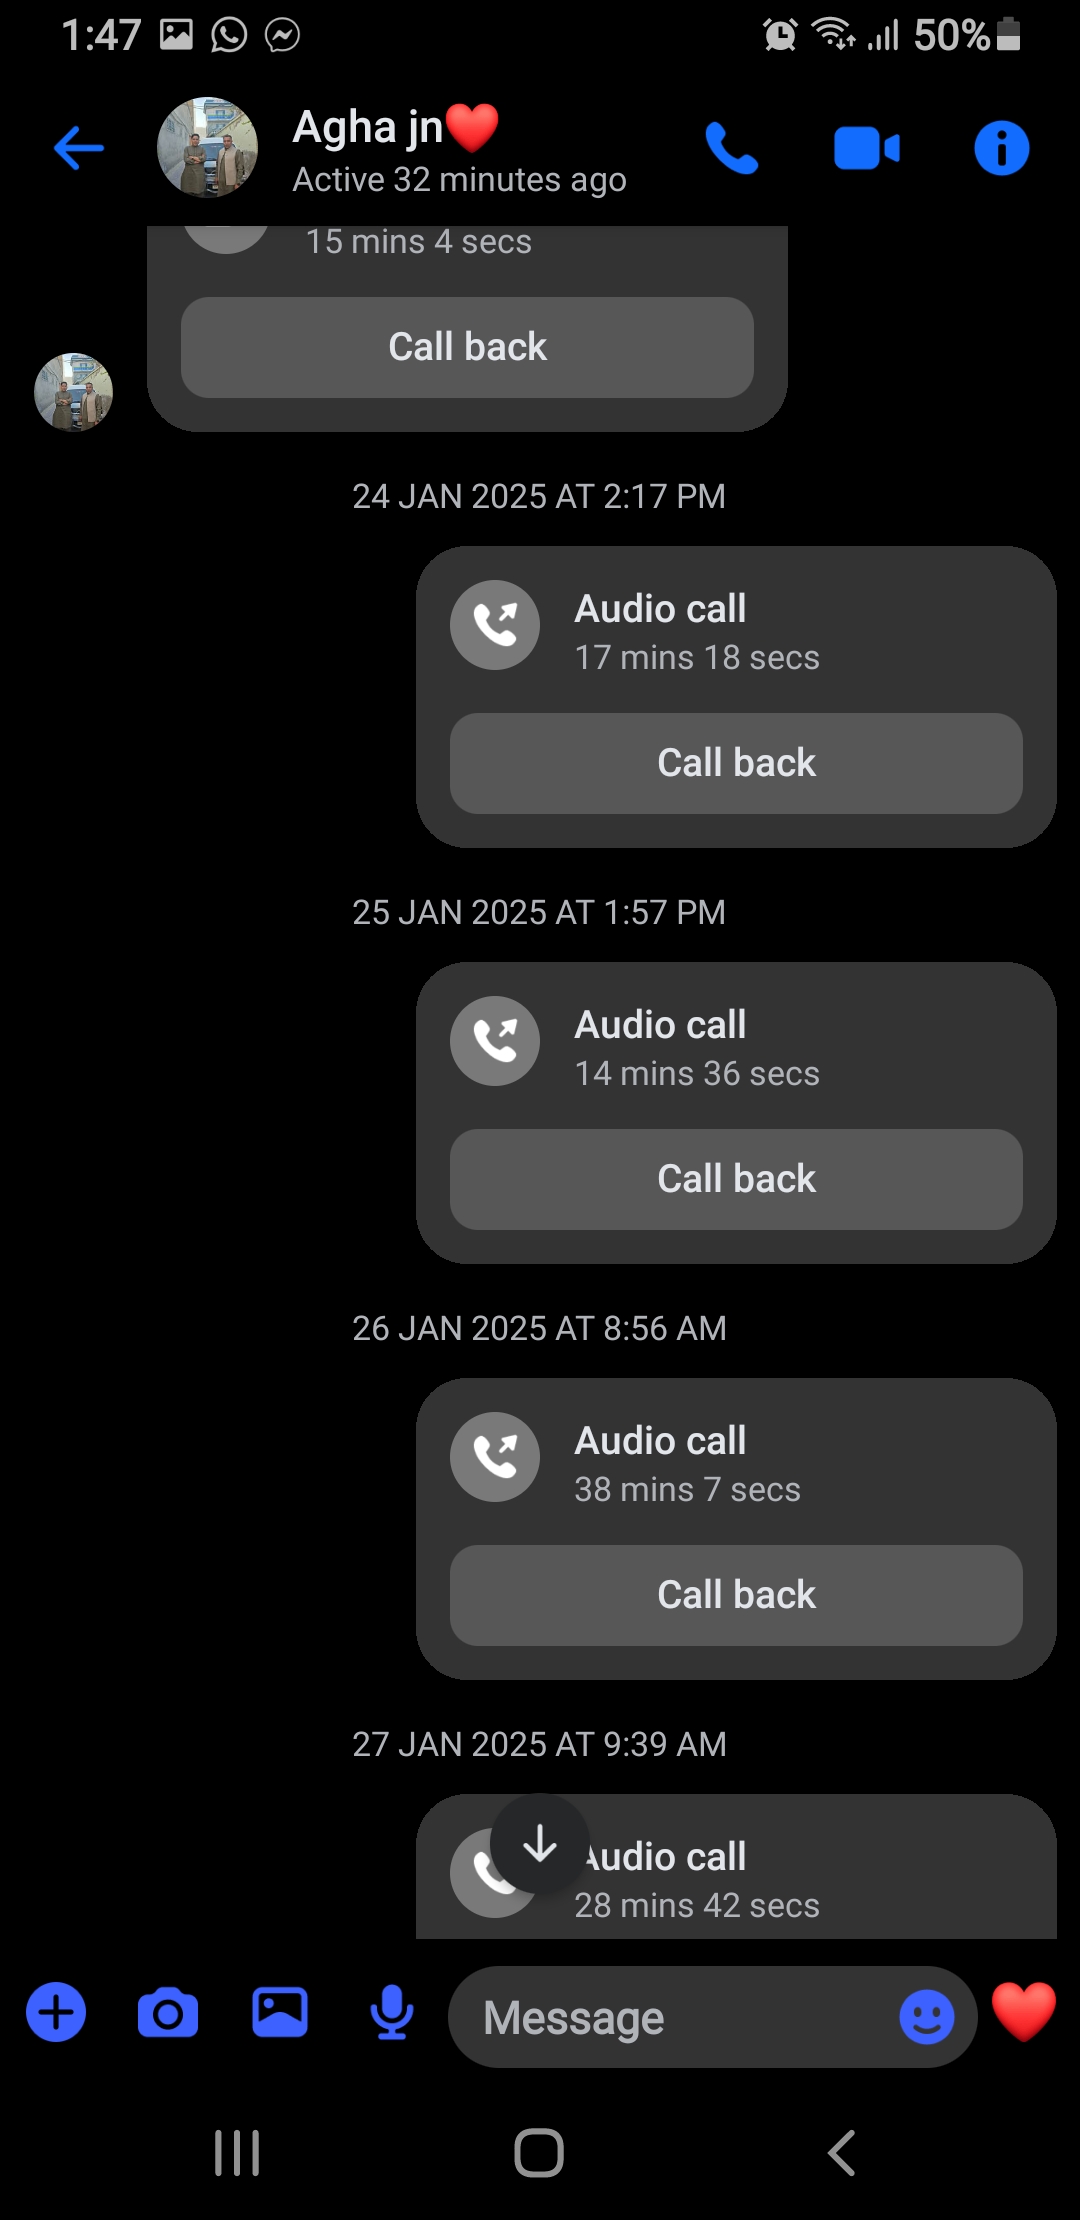 1:47
50%
Agha jn❤️
Active 32 minutes ago
15 mins 4 secs
Call back
24 JAN 2025 AT 2:17 PM
Audio call
17 mins 18 secs
Call back
25 JAN 2025 AT 1:57 PM
Audio call
14 mins 36 secs
Call back
26 JAN 2025 AT 8:56 AM
Audio call
38 mins 7 secs
Call back
27 JAN 2025 AT 9:39 AM
Audio call
28 mins 42 secs
Message